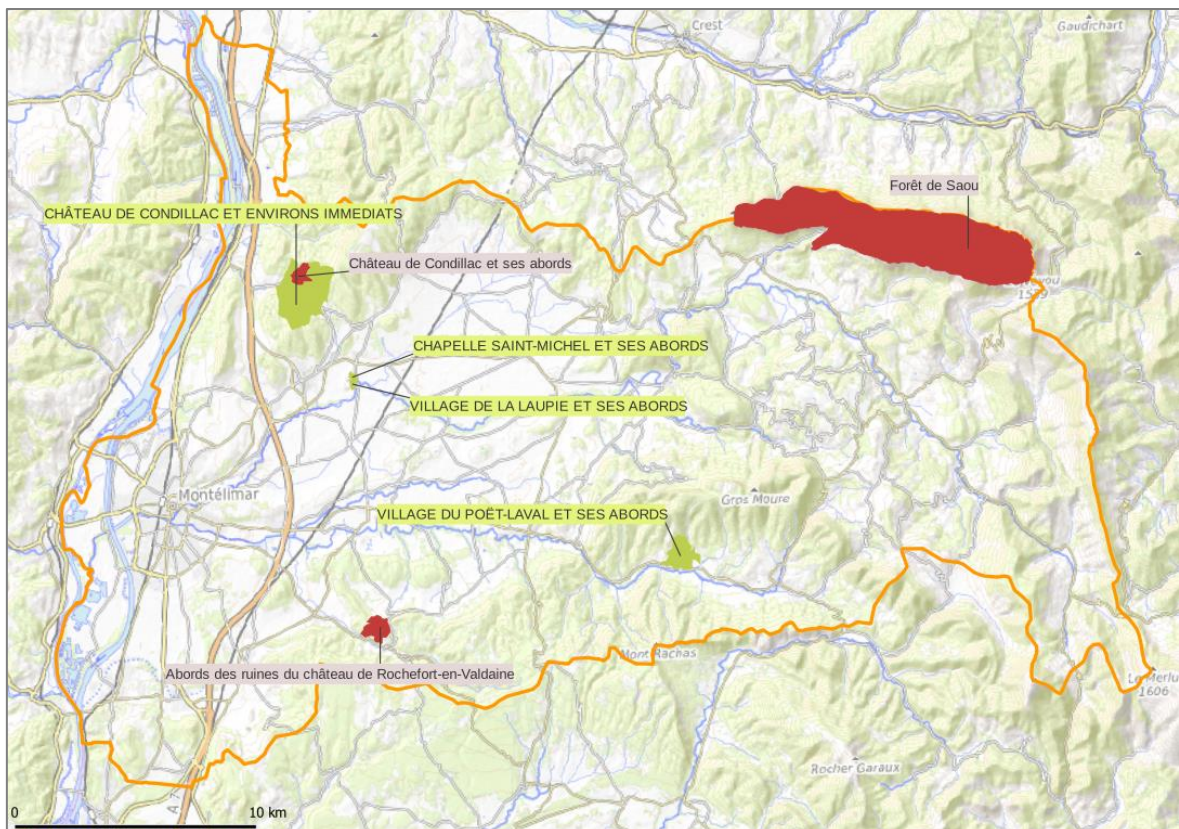 Crest
Gaudichart
Forêt de Saou
CHÂTEAU DE CONDILLAC ET ENVIRONS IMMEDIATS
Château de Condillac et ses abords
CHAPELLE SAINT-MICHEL ET SES ABORDS
VILLAGE DE LA LAUPIE ET SES ABORDS
Montélimar
Gros Moure
VILLAGE DU POËT-LAVAL ET SES ABORDS
Mont Rachas
Abords des ruines du château de Rochefort-en-Valdaine
Le Merlu
1606
Rocher Garaux
A 7
0
10 km